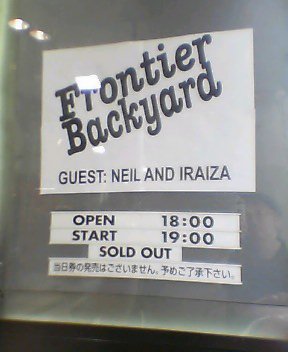 Frontier
Backyard
GUEST: NEIL AND IRAIZA
OPEN 18:00
START 19:00
SOLD OUT
当日券の発売はございません。予めご了承下さい。